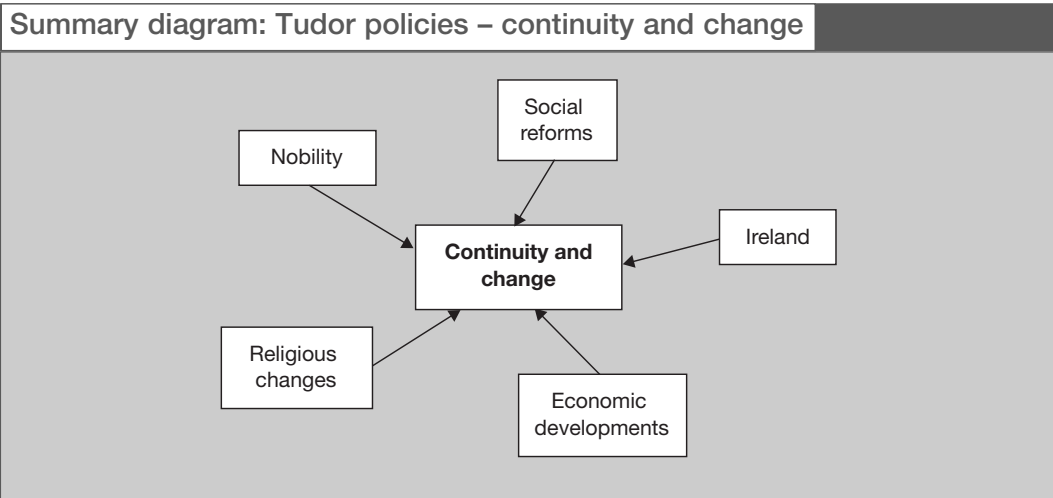 Summary diagram: Tudor policies – continuity and change
Social
reforms
Nobility
Ireland
Continuity and
change
Religious
changes
Economic
developments